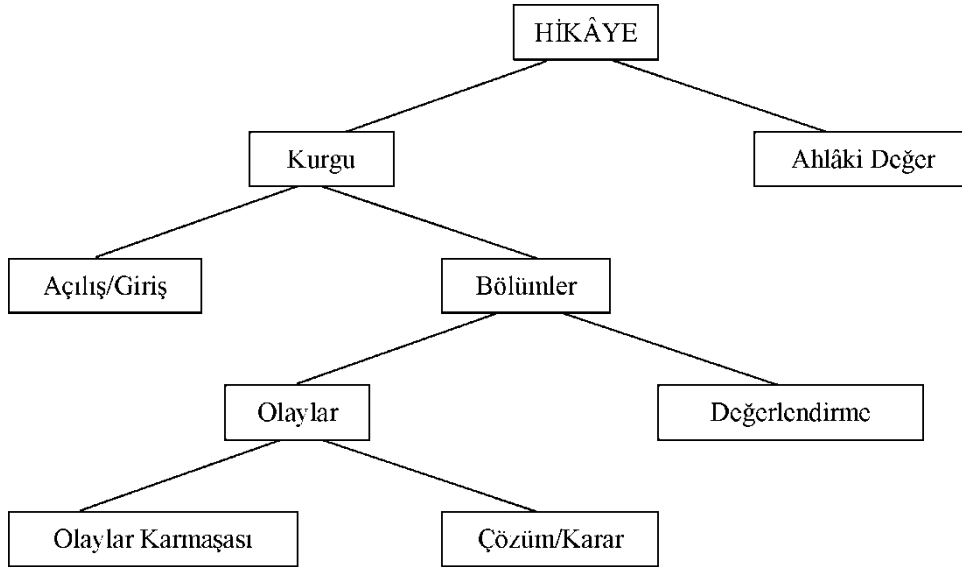 HİKÂYE
Kurgu
Ahlâki Değer
Açılış/Giriş
Bölümler
Olaylar
Değerlendirme
Olaylar Karmaşası
Çözüm/Karar